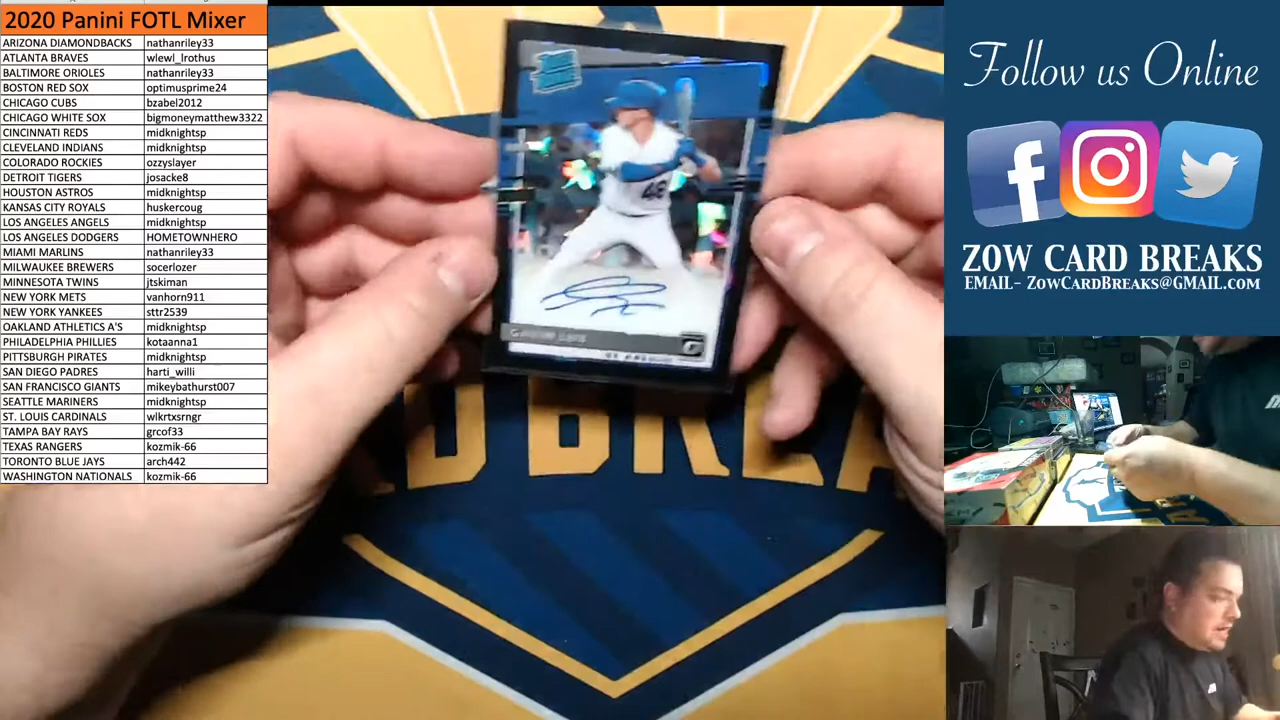 2020 Panini FOTL Mixer
ARIZONA DIAMONDBACKS nathanriley33
ATLANTA BRAVES wlewl_lrothus
BALTIMORE ORIOLES nathanriley33
BOSTON RED SOX optimusprime24
CHICAGO CUBS bzabel2012
CHICAGO WHITE SOX bigmoneymatthew3322
CINCINNATI REDS midknightsp
CLEVELAND INDIANS midknightsp
COLORADO ROCKIES ozzyslayer
DETROIT TIGERS josacke8
HOUSTON ASTROS midknightsp
KANSAS CITY ROYALS huskercoug
LOS ANGELES ANGELS midknightsp
LOS ANGELES DODGERS HOMETOWNHERO
MIAMI MARLINS nathanriley33
MILWAUKEE BREWERS socerlozer
MINNESOTA TWINS jtskiman
NEW YORK METS vanhorn911
NEW YORK YANKEES sttr2539
OAKLAND ATHLETICS A'S midknightsp
PHILADELPHIA PHILLIES kotaanna1
PITTSBURGH PIRATES midknightsp
SAN DIEGO PADRES harti_willi
SAN FRANCISCO GIANTS mikeybathurst007
SEATTLE MARINERS midknightsp
ST. LOUIS CARDINALS wlkrtxsrngr
TAMPA BAY RAYS grcof33
TEXAS RANGERS kozmik-66
TORONTO BLUE JAYS arch442
WASHINGTON NATIONALS kozmik-66
48
RD BREA
Follow us Online
f
ZOW CARD BREAKS
EMAIL- ZowCardBreaks@GMAIL.com